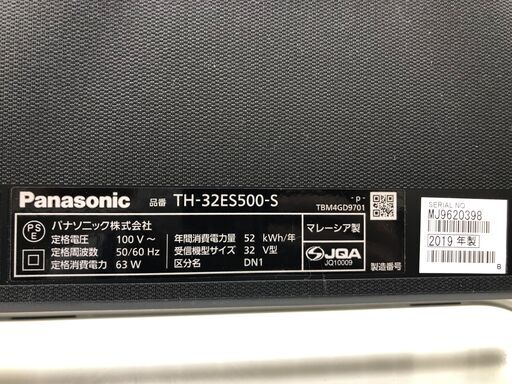 Panasonic 品番 TH-32ES500-S
- p -
TBM4GD9701
PS
E
パナソニック株式会社
定格電圧 100 V～ 年間消費電力量 52 kWh/年
定格周波数 50/60 Hz 受信機型サイズ 32 V型
定格消費電力 63 W 区分名 DN1
マレーシア製
JQA
JQ10009
製造番号
SERIAL NO.
MJ9620398
2019 年製
B